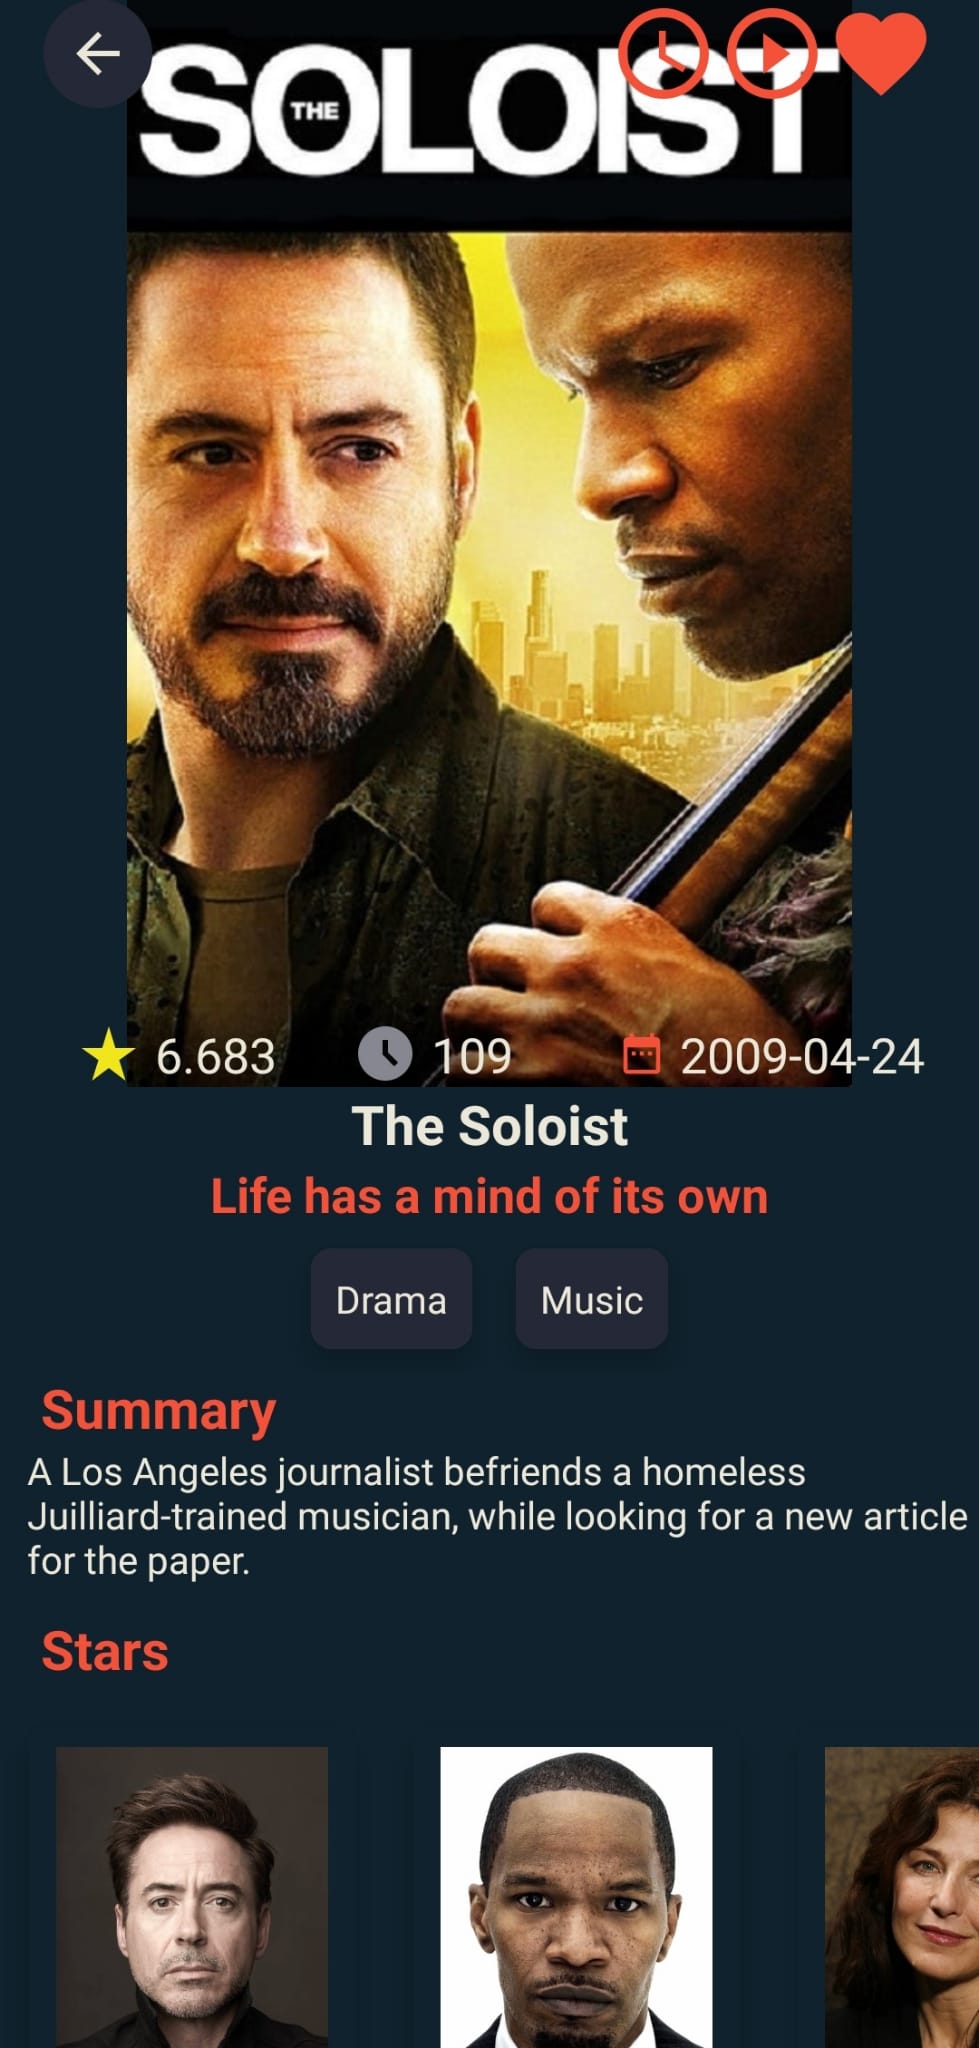 THE
SOLOIST
6.683
109
2009-04-24
The Soloist
Life has a mind of its own
Drama
Music
Summary
A Los Angeles journalist befriends a homeless
Juilliard-trained musician, while looking for a new article
for the paper.
Stars